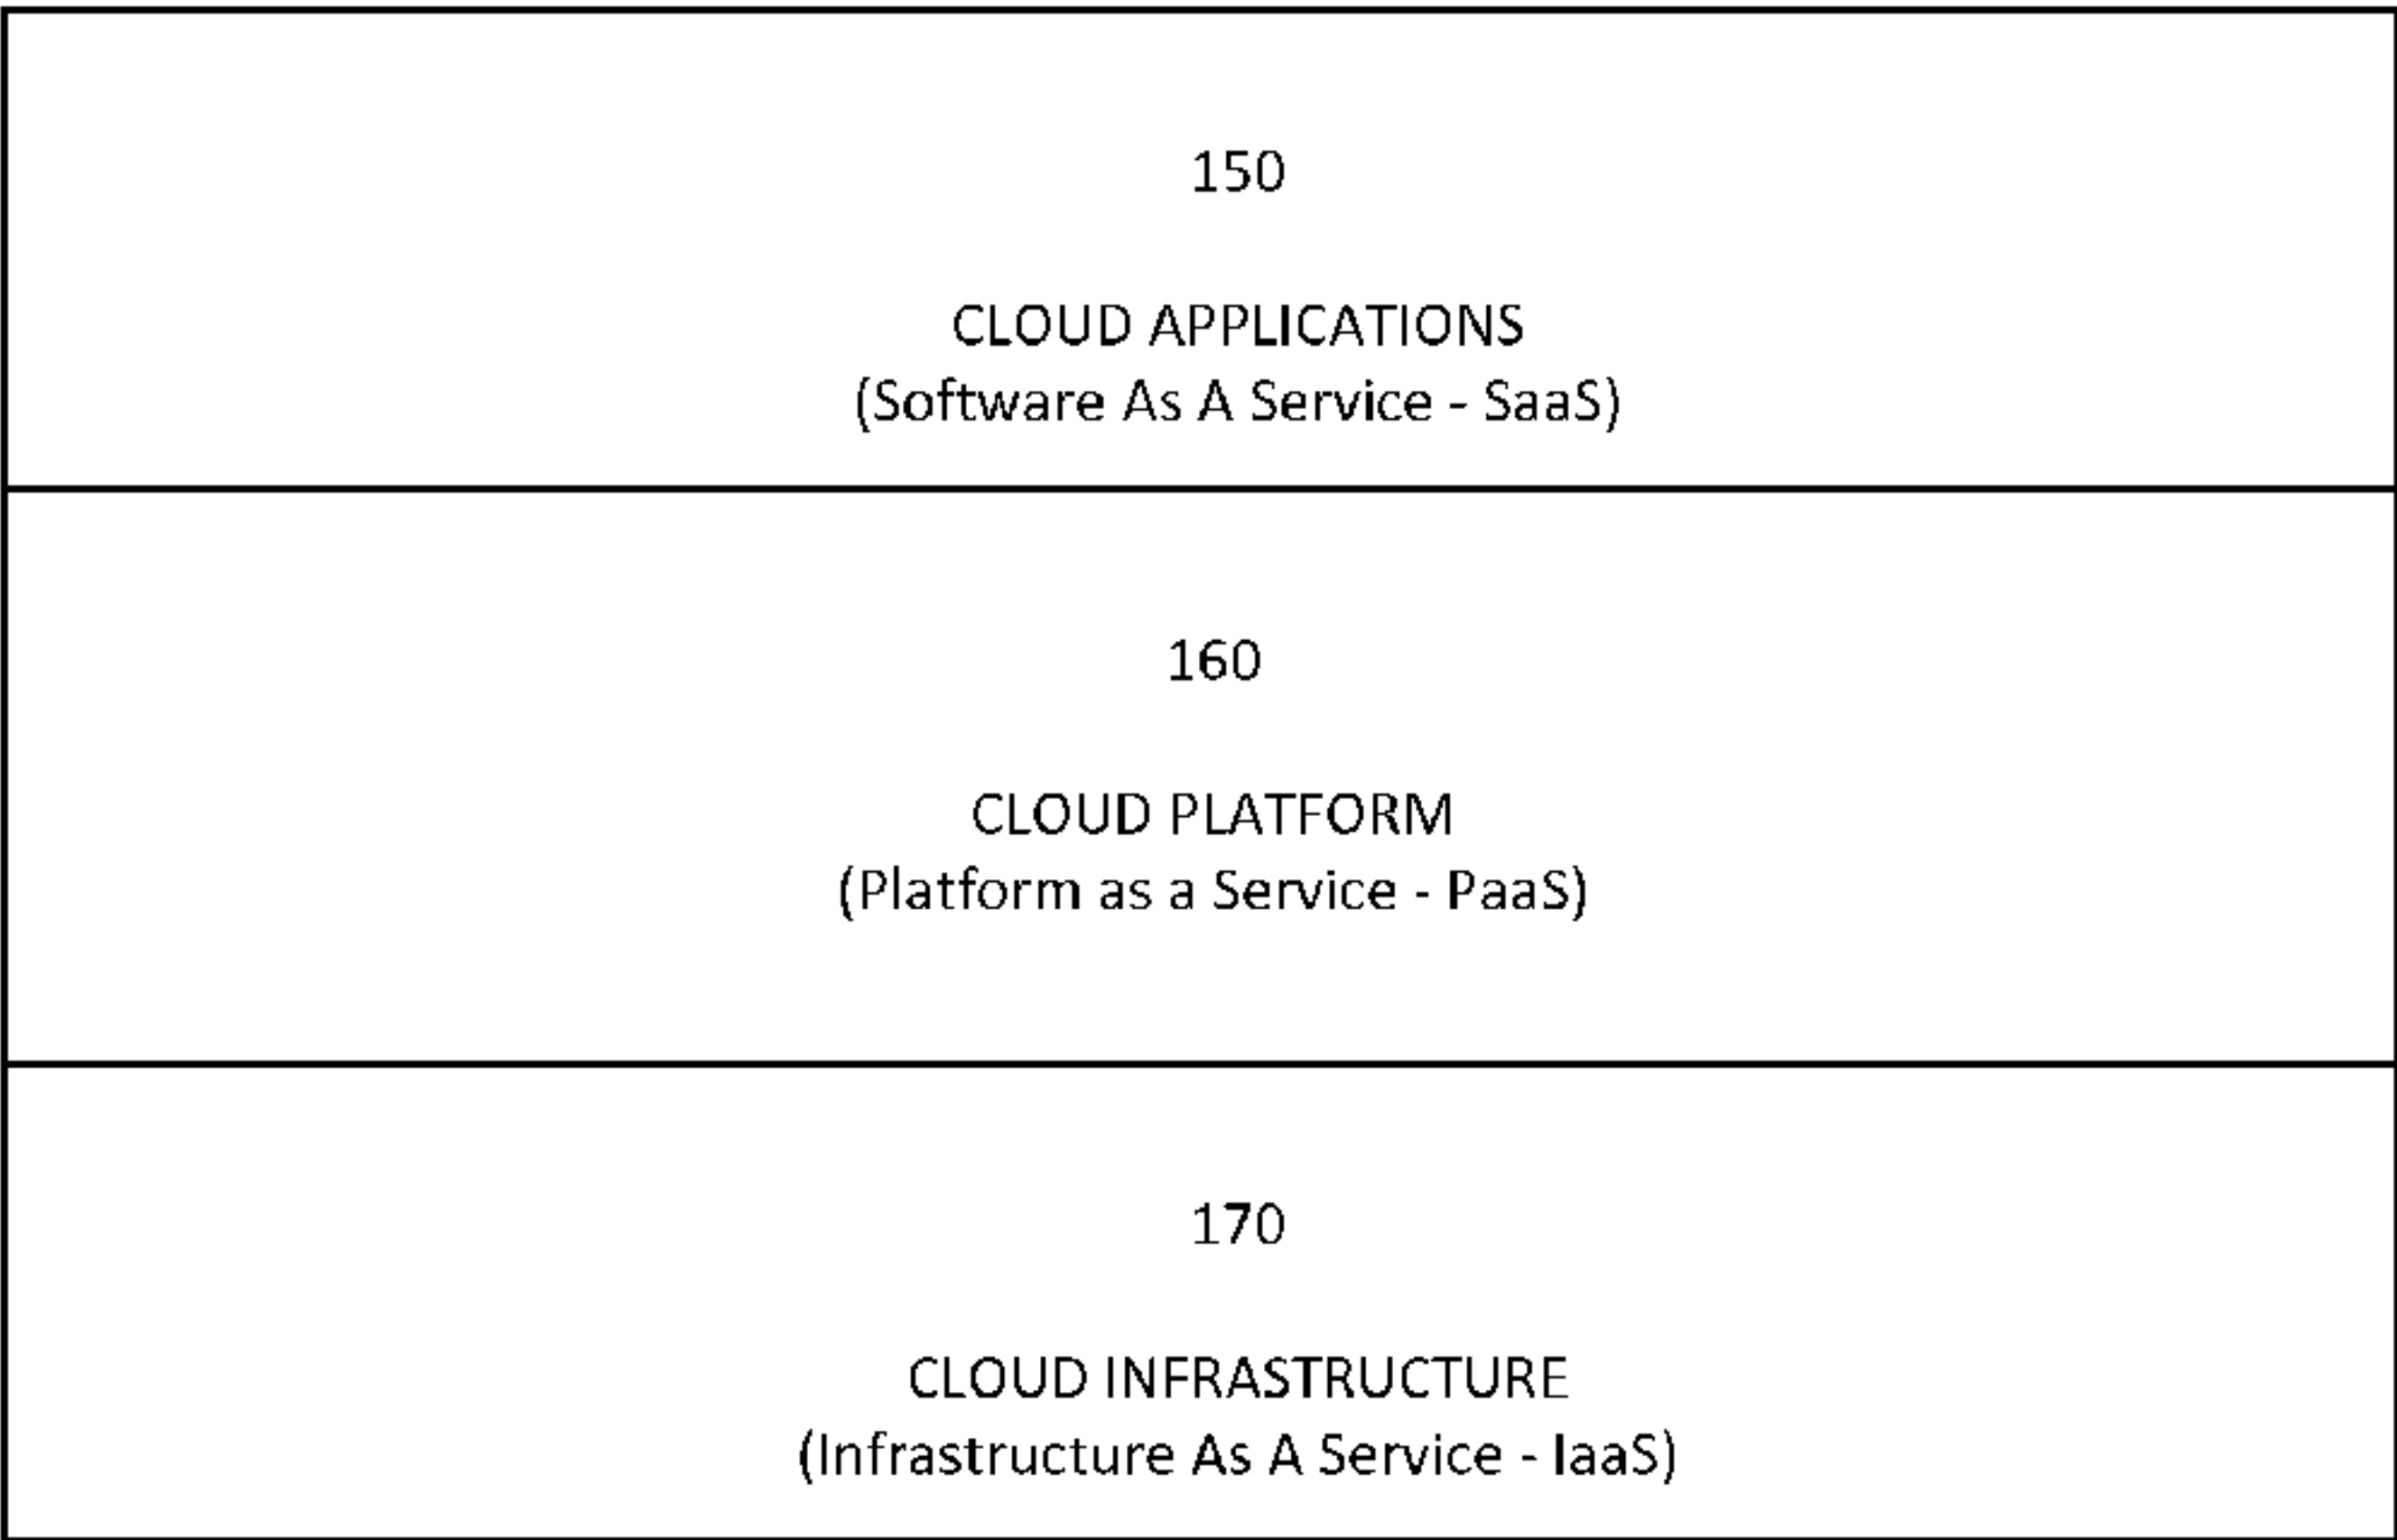 150
CLOUD APPLICATIONS
(Software As A Service - SaaS)
160
CLOUD PLATFORM
(Platform as a Service - PaaS)
170
CLOUD INFRASTRUCTURE
(Infrastructure As A Service - IaaS)